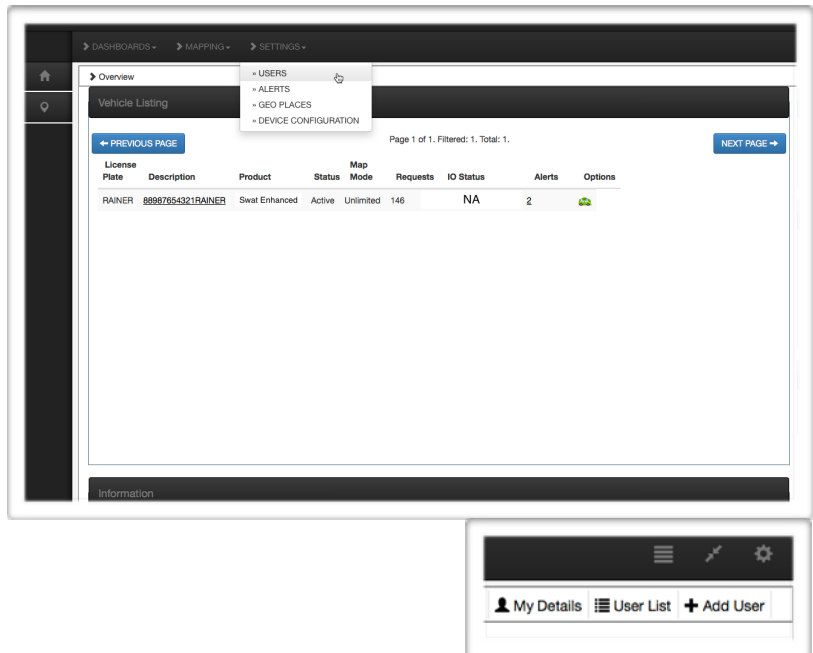 DASHBOARDS MAPPING SETTINGS
Overview
» USERS
» ALERTS
» GEO PLACES
» DEVICE CONFIGURATION
Vehicle Listing
PREVIOUS PAGE Page 1 of 1. Filtered: 1. Total: 1. NEXT PAGE
License Plate Description Product Status Map Mode Requests IO Status Alerts Options
RAINER 88987654321RAINER Swat Enhanced Active Unlimited 146 NA 2
Information
My Details User List Add User